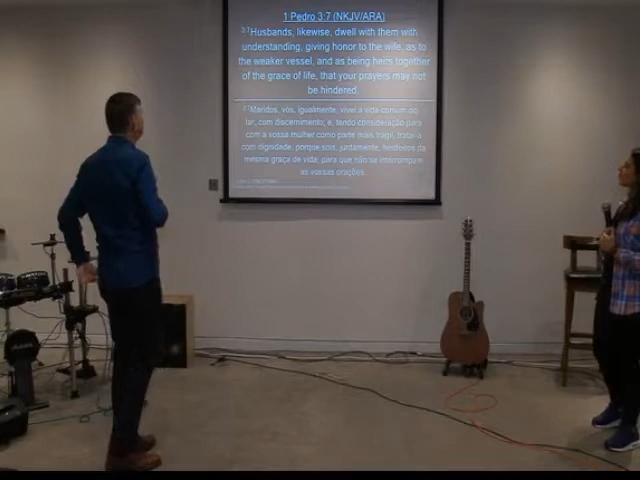 1 Pedro 3:7 (NKJV/ARA)
3:7 Husbands, likewise, dwell with them with
understanding, giving honor to the wife, as to
the weaker vessel, and as being heirs together
of the grace of life, that your prayers may not
be hindered.
3:7 Maridos, vós, igualmente, vivei a vida comum do
lar, com discernimento; e, tendo consideração para
com a vossa mulher como parte mais frágil, tratai-a
com dignidade, porque sois, juntamente, herdeiros da
mesma graça de vida, para que não se interrompam
as vossas orações.